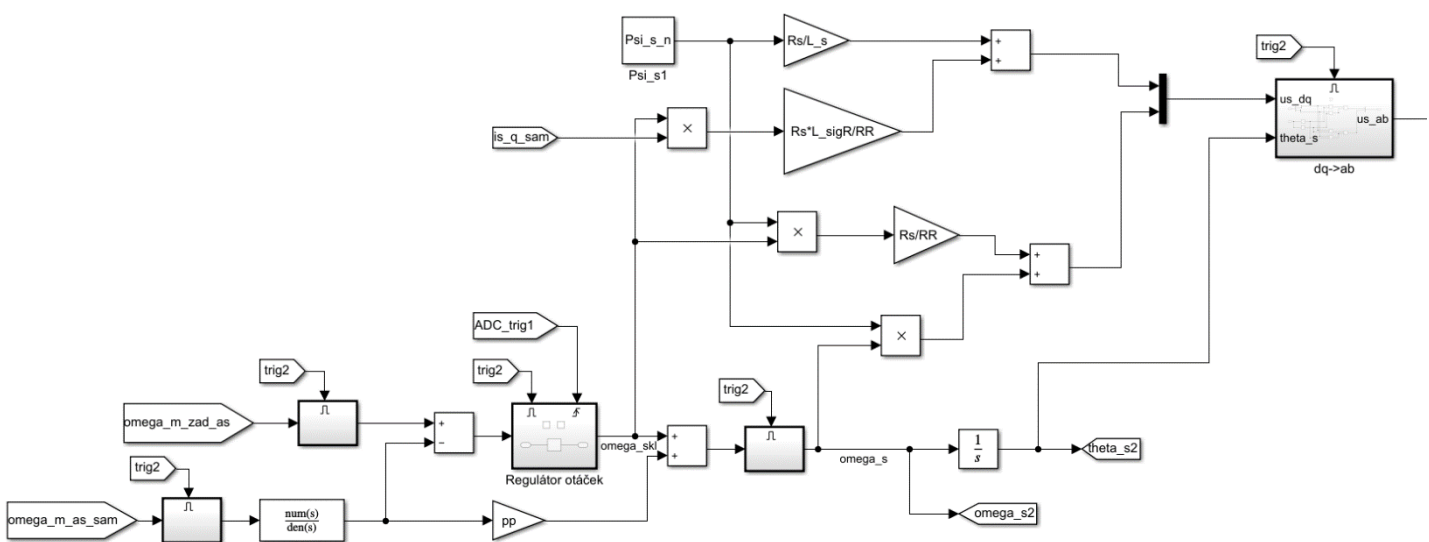 Psi_s_n
Psi_s1
Rs/L_s
+
+
trig2
us_dq
theta_s
us_ab
dq->ab
is_q_sam
×
Rs*L_sigR/RR
×
Rs/RR
+
+
×
ADC_trig1
trig2
trig2
trig2
omega_m_zad_as
+
−
omega_skl
Regulátor otáček
+
+
omega_s
1
s
theta_s2
trig2
omega_m_as_sam
num(s)
den(s)
pp
omega_s2